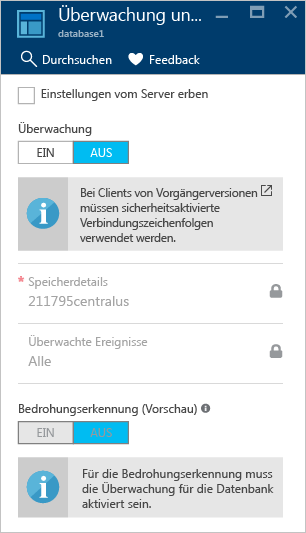 Überwachung un...
database1
Durchsuchen Feedback
Einstellungen vom Server erben
Überwachung
EIN AUS
Bei Clients von Vorgängerversionen
müssen sicherheitsaktivierte
Verbindungszeichenfolgen
verwendet werden.
* Speicherdetails
211795centralus
Überwachte Ereignisse
Alle
Bedrohungserkennung (Vorschau)
EIN AUS
Für die Bedrohungserkennung muss
die Überwachung für die Datenbank
aktiviert sein.